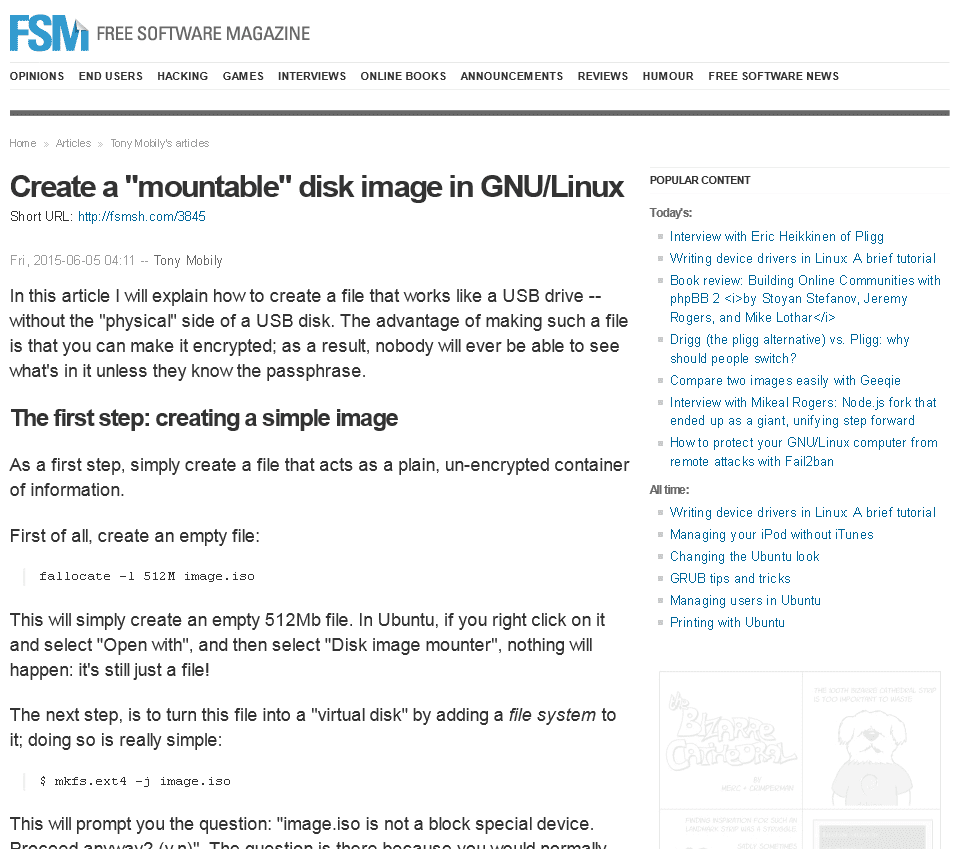 FSM FREE SOFTWARE MAGAZINE
OPINIONS END USERS HACKING GAMES INTERVIEWS ONLINE BOOKS ANNOUNCEMENTS REVIEWS HUMOUR FREE SOFTWARE NEWS
Home » Articles » Tony Mobily's articles
Create a "mountable" disk image in GNU/Linux
Short URL: http://fsmsh.com/3845
Fri, 2015-06-05 04:11 -- Tony Mobily
In this article I will explain how to create a file that works like a USB drive --
without the "physical" side of a USB disk. The advantage of making such a file
is that you can make it encrypted; as a result, nobody will ever be able to see
what's in it unless they know the passphrase.
The first step: creating a simple image
As a first step, simply create a file that acts as a plain, un-encrypted container
of information.
First of all, create an empty file:
fallocate -l 512M image.iso
This will simply create an empty 512Mb file. In Ubuntu, if you right click on it
and select "Open with", and then select "Disk image mounter", nothing will
happen: it's still just a file!
The next step, is to turn this file into a "virtual disk" by adding a file system to
it; doing so is really simple:
$ mkfs.ext4 -j image.iso
This will prompt you the question: "image.iso is not a block special device.
Proceed anyway? (y,n)". The question is there because you would normally
POPULAR CONTENT
Today's:
Interview with Eric Heikkinen of Pligg
Writing device drivers in Linux: A brief tutorial
Book review: Building Online Communities with
phpBB 2 <i>by Stoyan Stefanov, Jeremy
Rogers, and Mike Lothar</i>
Drigg (the pligg alternative) vs. Pligg: why
should people switch?
Compare two images easily with Geeqie
Interview with Mikeal Rogers: Node.js fork that
ended up as a giant, unifying step forward
How to protect your GNU/Linux computer from
remote attacks with Fail2ban
All time:
Writing device drivers in Linux: A brief tutorial
Managing your iPod without iTunes
Changing the Ubuntu look
GRUB tips and tricks
Managing users in Ubuntu
Printing with Ubuntu
the
BIZARRE
CATHEDRAL
BY
IS TOO IMPORTANT TO WASTE